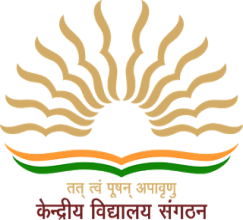 तत् त्वं पूषन् अपावृणु
केन्द्रीय विद्यालय संगठन